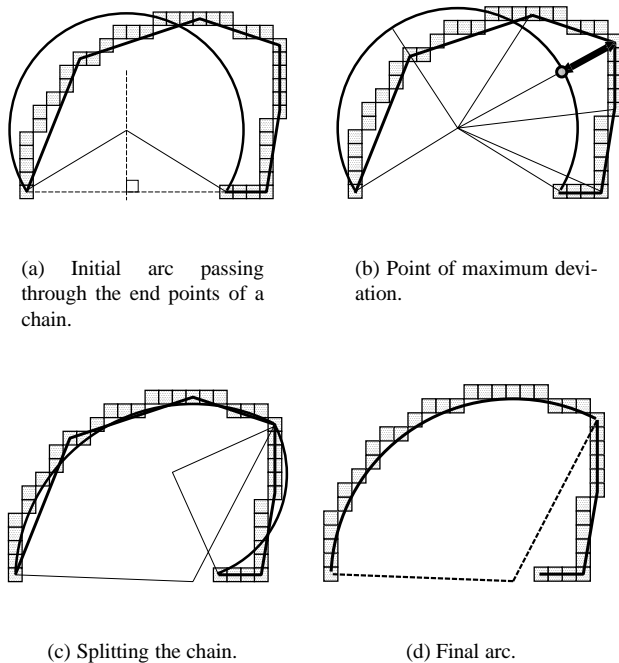 (a) Initial arc passing
through the end points of a
chain.
(b) Point of maximum devi-
ation.
(c) Splitting the chain.
(d) Final arc.